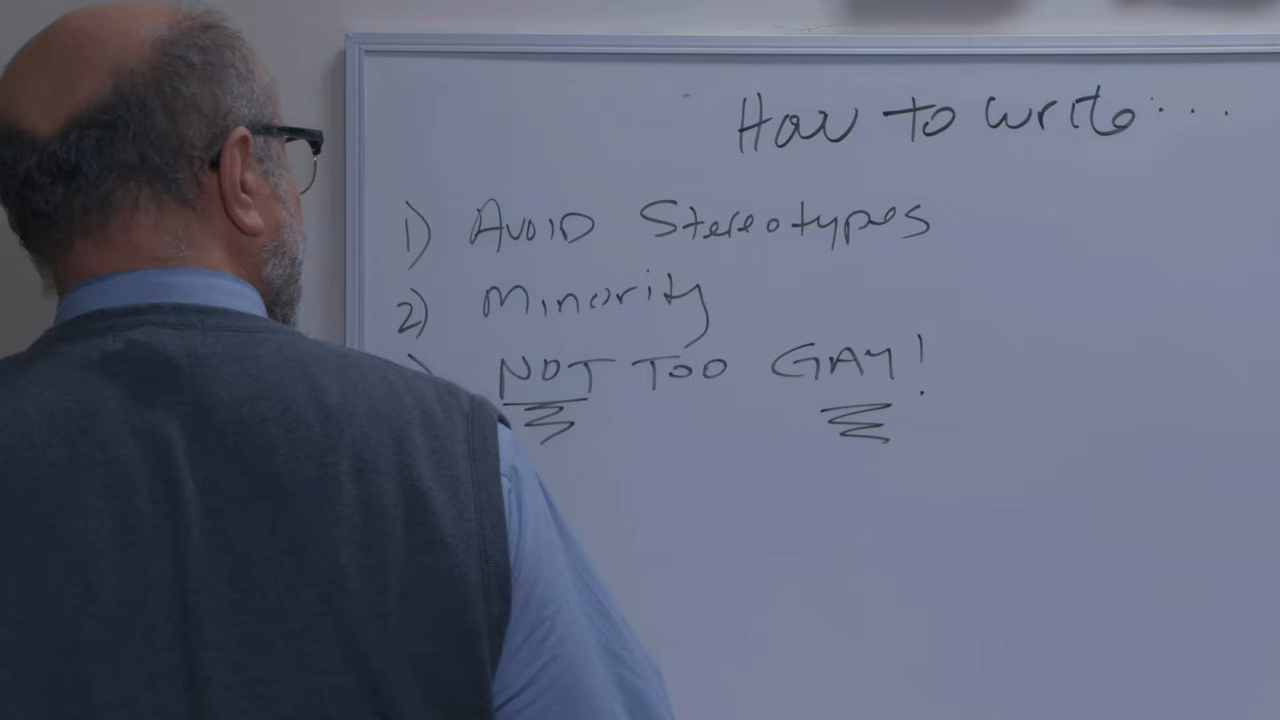 How to write...
1) AVOID Stereotypes
2) Minority
) NOT TOO GAY!